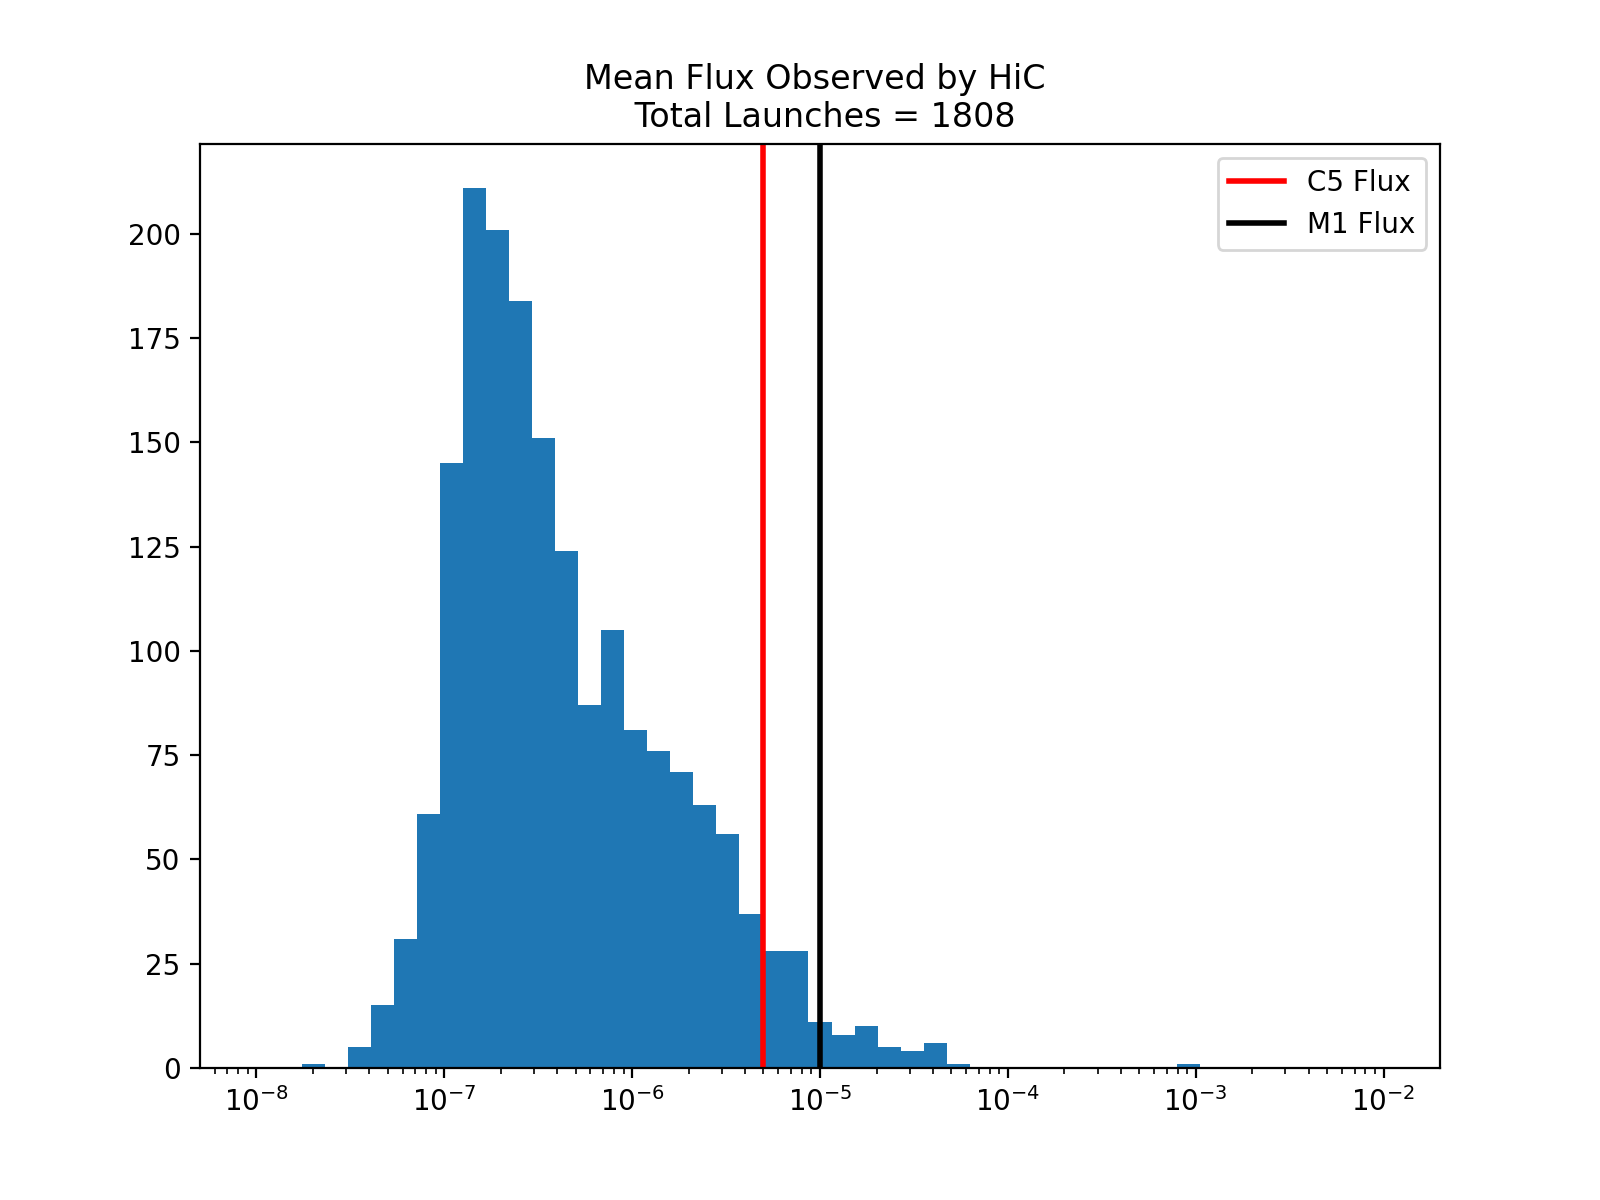 Mean Flux Observed by HiC
Total Launches = 1808
C5 Flux
M1 Flux
200
175
150
125
100
75
50
25
0
10⁻⁸ 10⁻⁷ 10⁻⁶ 10⁻⁵ 10⁻⁴ 10⁻³ 10⁻²